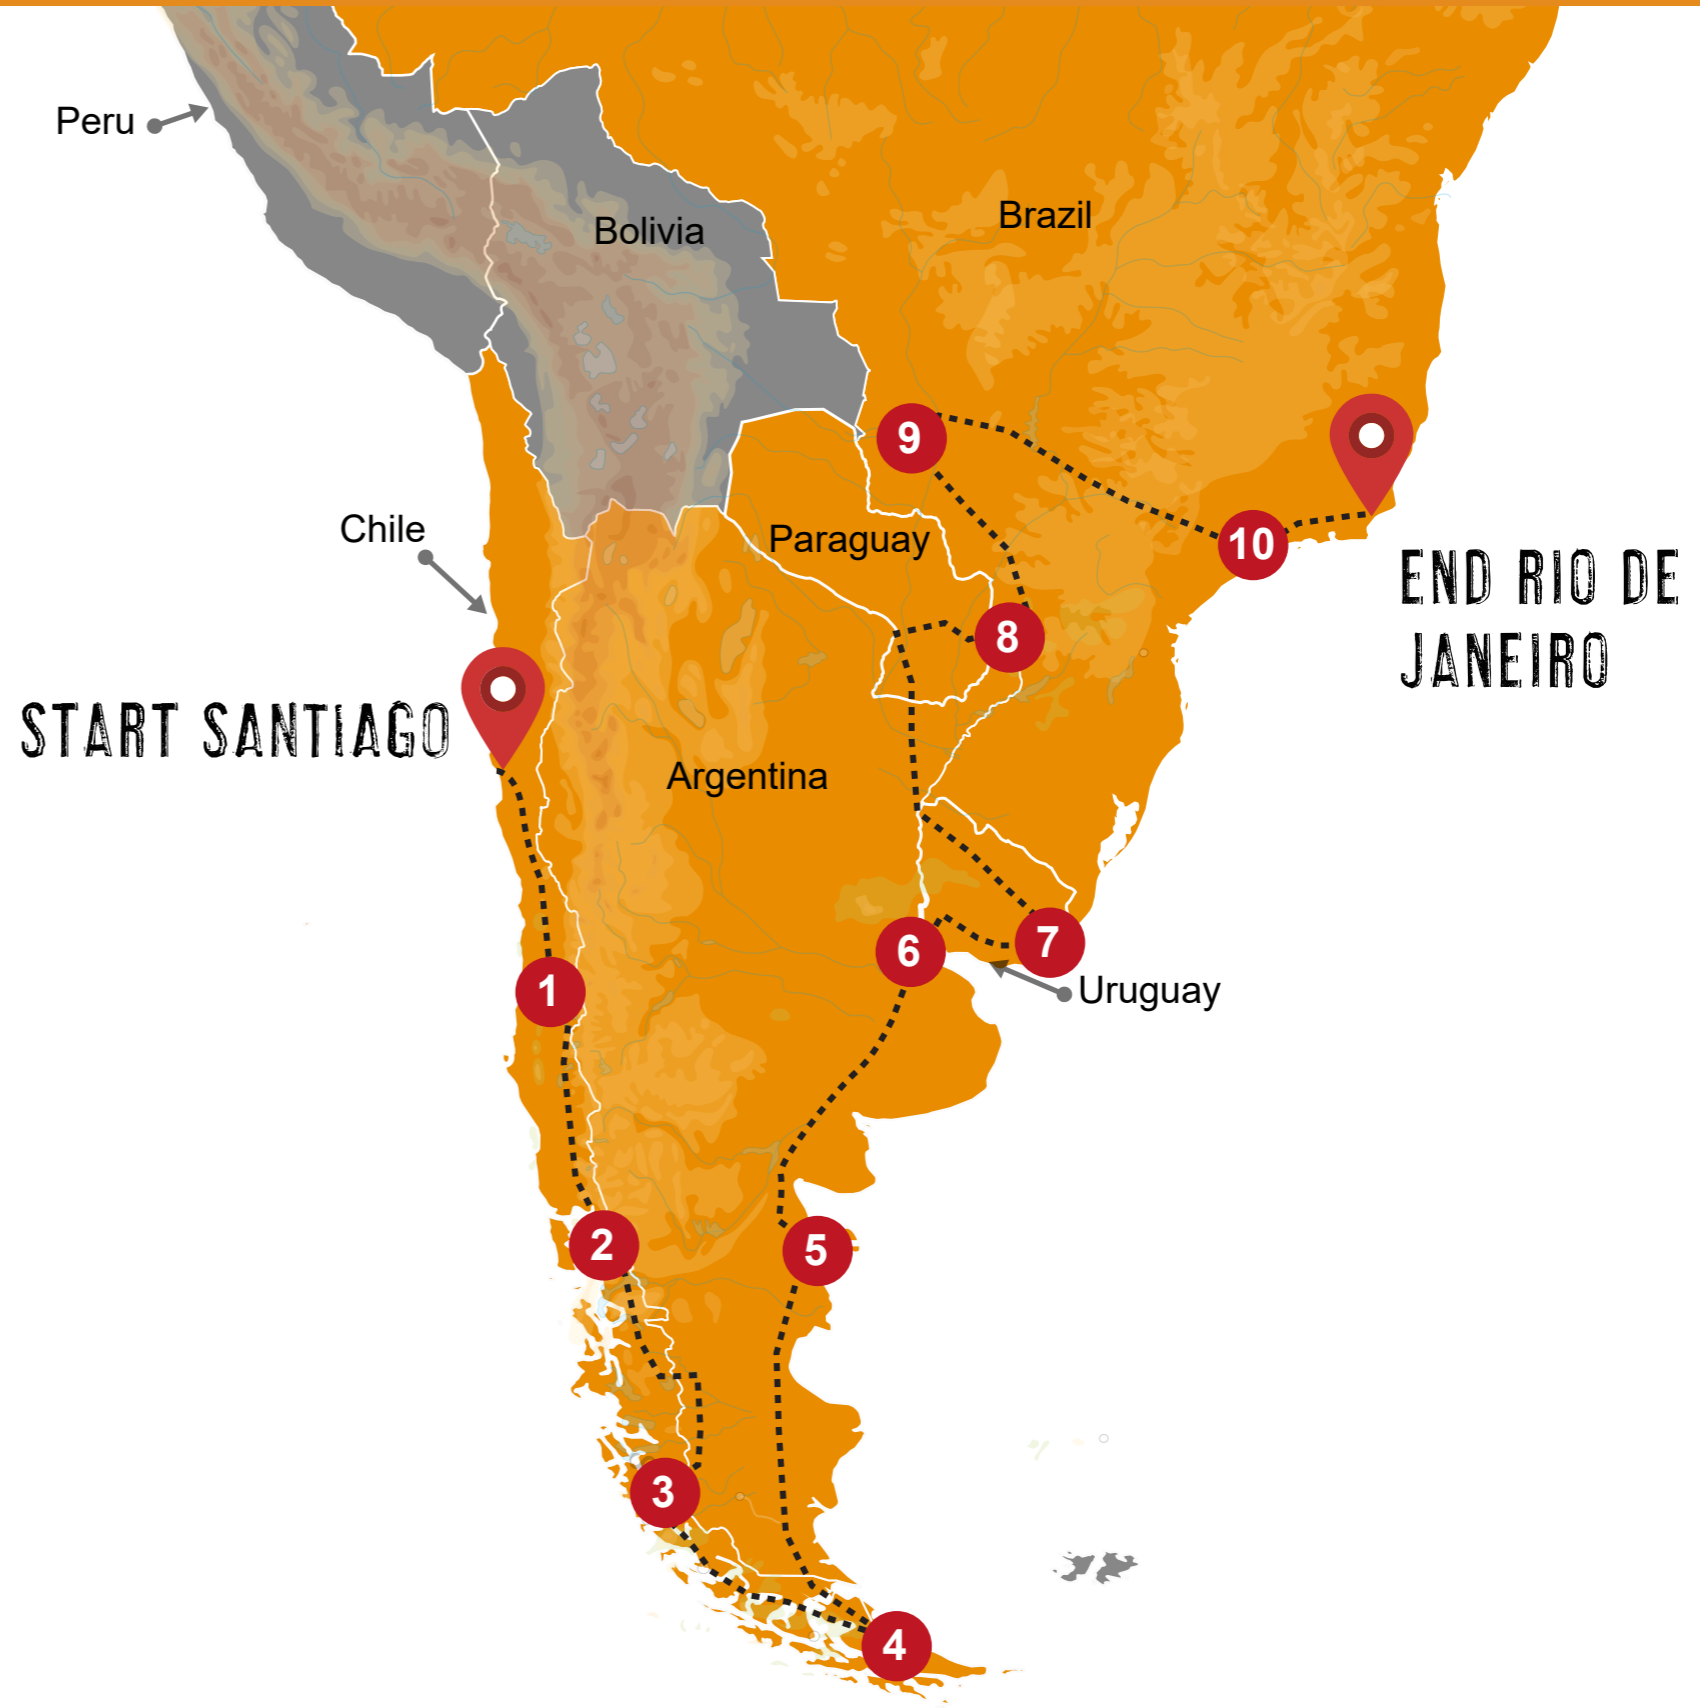 Peru
Bolivia
Brazil
9
Chile
Paraguay
10
END RIO DE
JANEIRO
8
START SANTIAGO
Argentina
6
7
1
Uruguay
2
5
3
4